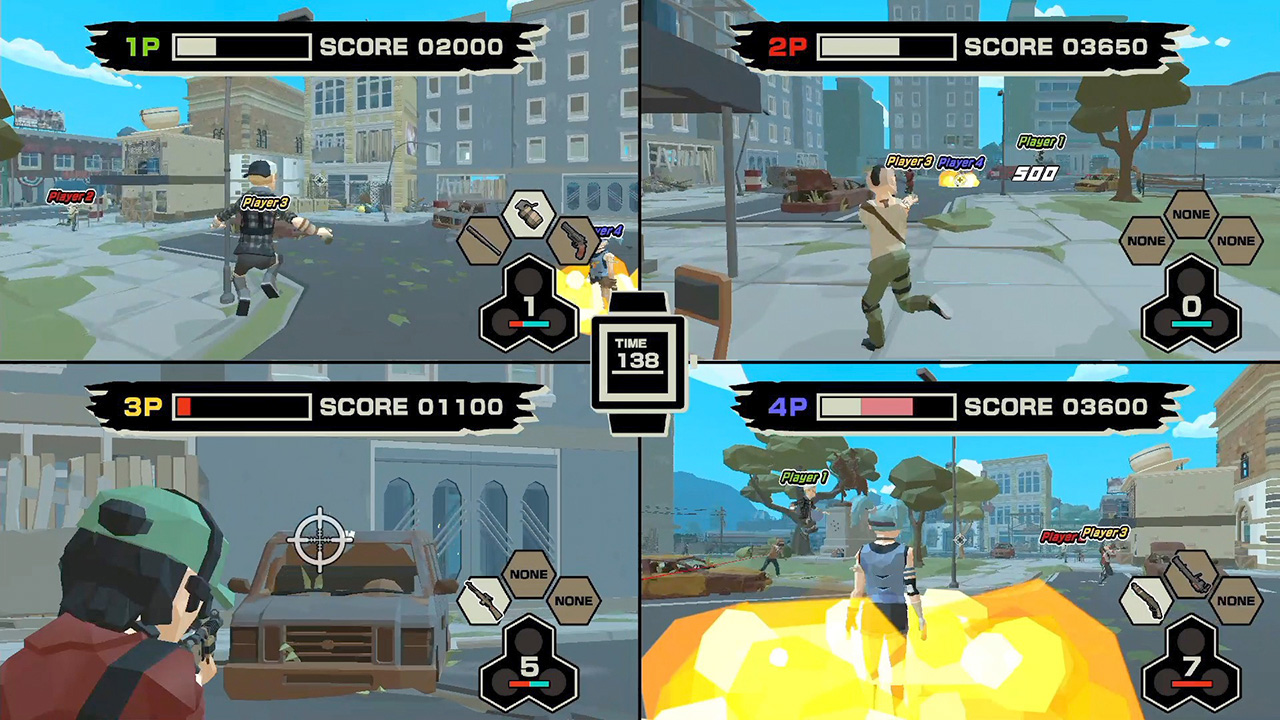 1P SCORE 02000
Player 2
Player 3
yer 4
1
2P SCORE 03650
Player 3 Player 4
Player 1
500
NONE
NONE
NONE
0
TIME
138
3P SCORE 01100
NONE
NONE
5
4P SCORE 03600
Player 1
Player
Player 3
NONE
7